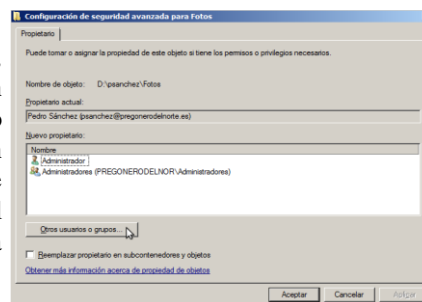 Configuración de seguridad avanzada para Fotos
Propietario
Puede tomar o asignar la propiedad de este objeto si tiene los permisos o privilegios necesarios.
Nombre de objeto: D:\psanchez\Fotos
Propietario actual:
Pedro Sánchez (psanchez@pregonerodelnorte.es)
Nuevo propietario:
Nombre
Administrador
Administradores (PREGONERODELNOR\Administradores)
Otros usuarios o grupos...
Reemplazar propietario en subcontenedores y objetos
Obtener más información acerca de propiedad de objetos
Aceptar Cancelar Aplicar